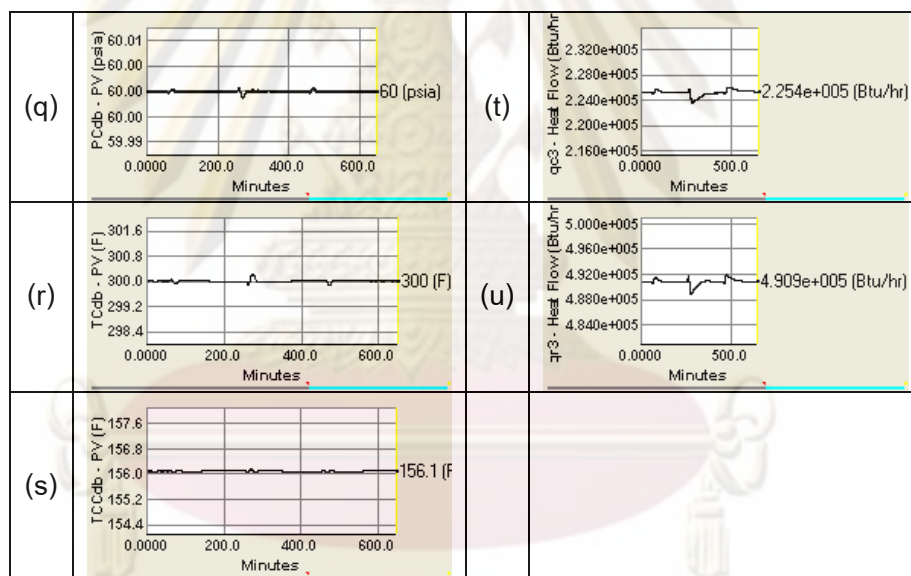 (q)
PCdb - PV (psia)
60.01
60.00
60.00
60.00
59.99
0.0000 200.0 400.0 600.0
Minutes
60 (psia)
(t)
qc3 - Heat Flow (Btu/hr
2.320e+005
2.280e+005
2.240e+005
2.200e+005
2.160e+005
0.0000 500.0
Minutes
2.254e+005 (Btu/hr)
(r)
TCdb - PV (F)
301.6
300.8
300.0
299.2
298.4
0.0000 200.0 400.0 600.0
Minutes
300 (F)
(u)
qr3 - Heat Flow (Btu/hr
5.000e+005
4.960e+005
4.920e+005
4.880e+005
4.840e+005
0.0000 500.0
Minutes
4.909e+005 (Btu/hr)
(s)
TCCdb - PV (F)
157.6
156.8
156.0
155.2
154.4
0.0000 200.0 400.0 600.0
Minutes
156.1 (F